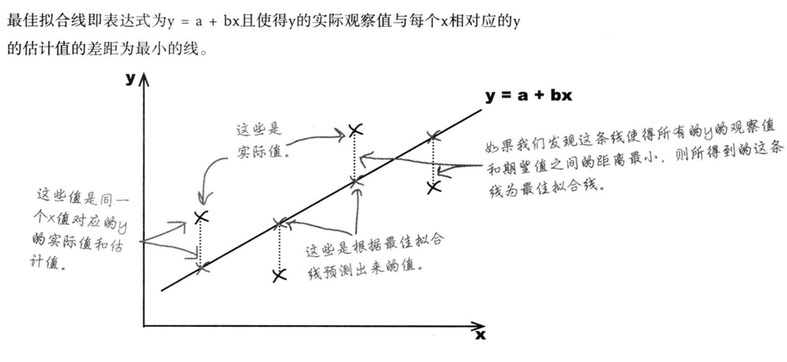 最佳拟合线即表达式为y = a + bx且使得y的实际观察值与每个x相对应的y
的估计值的差距为最小的线。
y
y = a + bx
这些是
实际值。
如果我们发现这条线使得所有的y的观察值
和期望值之间的距离最小，则所得到的这条
线为最佳拟合线。
这些值是同一
个x值对应的y
的实际值和估
计值。
这些是根据最佳拟合
线预测出来的值。
x